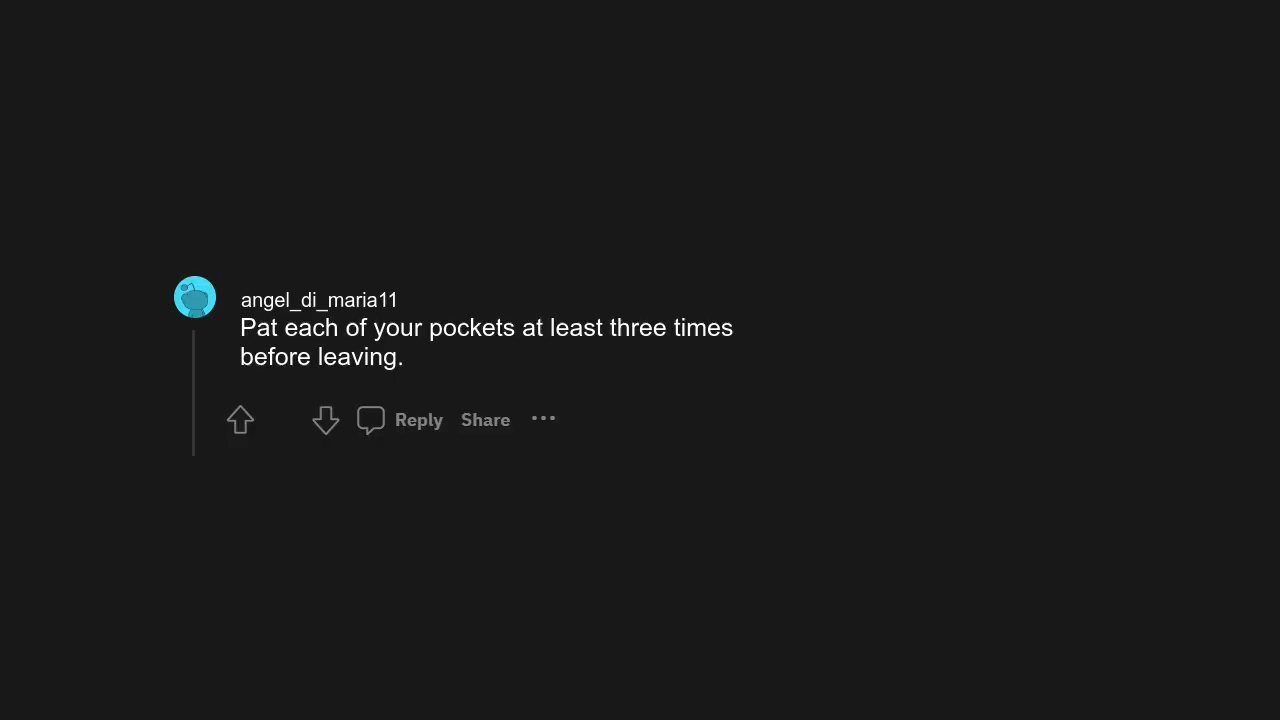 angel_di_maria11
Pat each of your pockets at least three times
before leaving.
Reply Share